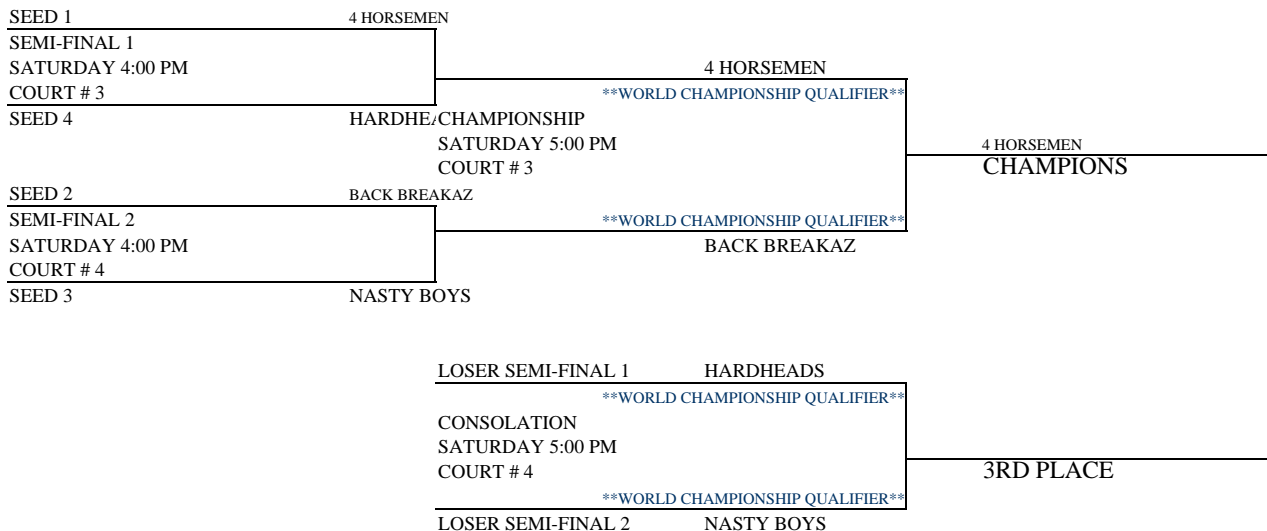 SEED 1 4 HORSEMEN
SEMI-FINAL 1
SATURDAY 4:00 PM 4 HORSEMEN
COURT # 3 **WORLD CHAMPIONSHIP QUALIFIER**
SEED 4 CHAMPIONSHIP
SATURDAY 5:00 PM 4 HORSEMEN
COURT # 3 CHAMPIONS
SEED 2 BACK BREAKAZ
SEMI-FINAL 2 **WORLD CHAMPIONSHIP QUALIFIER**
SATURDAY 4:00 PM BACK BREAKAZ
COURT # 4
SEED 3 NASTY BOYS
LOSER SEMI-FINAL 1 HARDHEADS
**WORLD CHAMPIONSHIP QUALIFIER**
CONSOLATION
SATURDAY 5:00 PM
COURT # 4 3RD PLACE
**WORLD CHAMPIONSHIP QUALIFIER**
LOSER SEMI-FINAL 2 NASTY BOYS